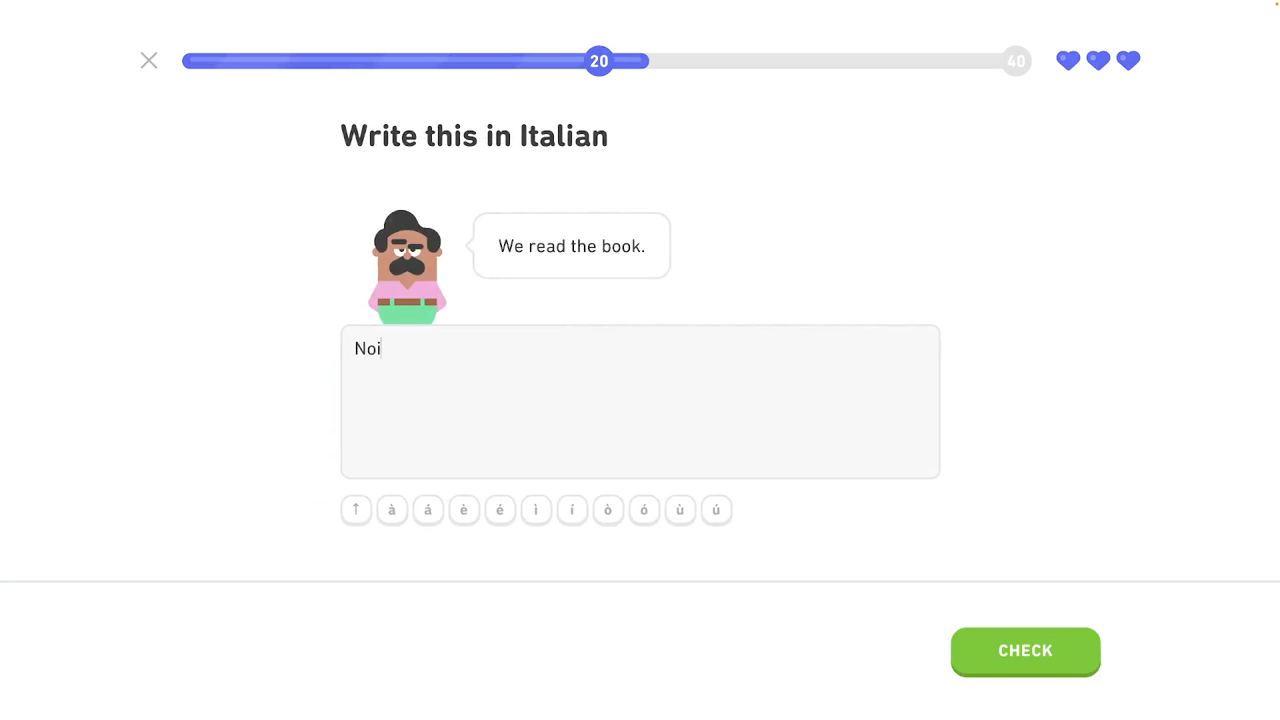 20
40
Write this in Italian
We read the book.
Noi
↑ à á è é ì í ò ó ù ú
CHECK